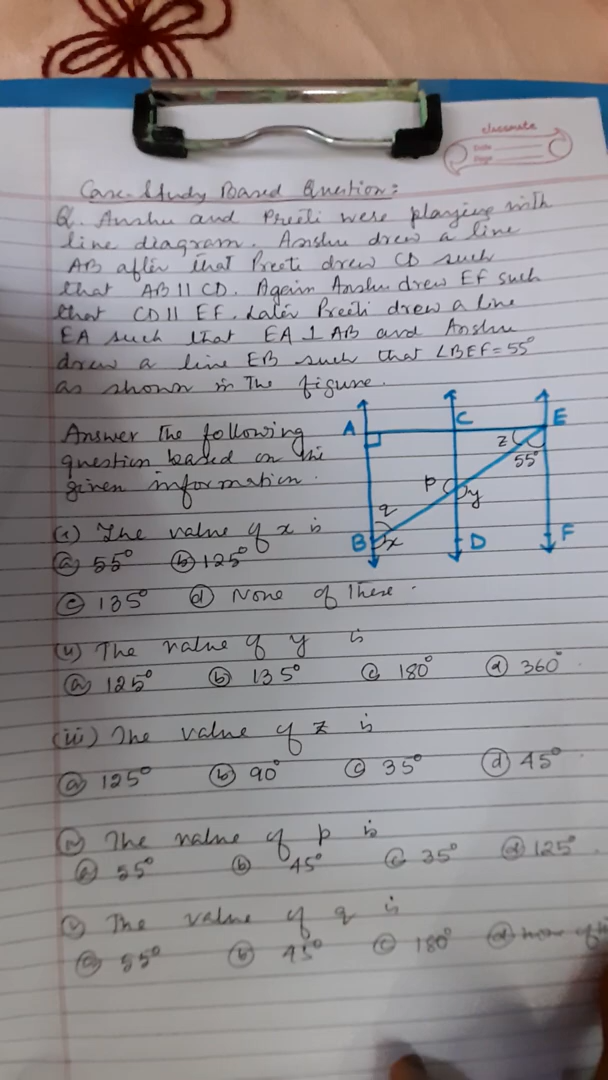 classmate
Date
Page
Case-Study Based Question:
Q. Anshu and Preeti were playing with
line diagram. Anshu drew a line
AB after that Preeti drew CD such
that AB || CD. Again Anshu drew EF such
that CD || EF. Later Preeti drew a line
EA such that EA ⊥ AB and Anshu
drew a line EB such that ∠BEF = 55°
as shown in The figure.
Answer The following
question based on the
given information.
A C E
z 55°
P y
q
B x D F
(i) The value of x is
(a) 55° (b) 125°
(c) 135° (d) None of these.
(ii) The value of y is
(a) 125° (b) 135° (c) 180° (d) 360°
(iii) The value of z is
(a) 125° (b) 90° (c) 35° (d) 45°
The value of p is
(a) 55° (b) 45° (c) 35° (d) 125°
The value of q is
(a) 55° (b) 45° (c) 180° (d) none of